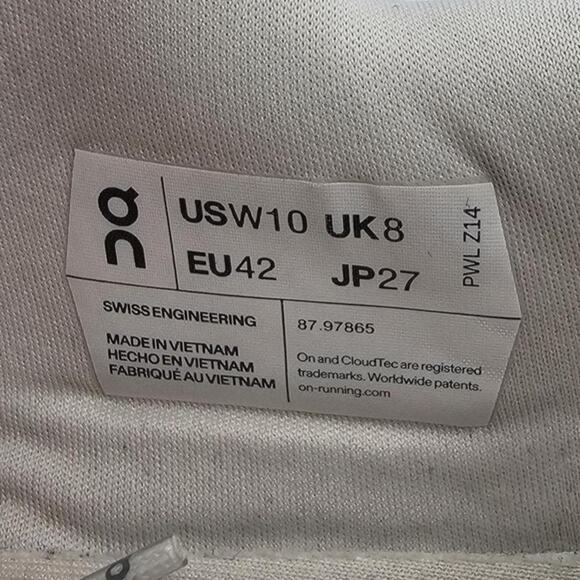 USW10 UK8
EU42 JP27
PWL Z14
SWISS ENGINEERING
MADE IN VIETNAM
HECHO EN VIETNAM
FABRIQUÉ AU VIETNAM
87.97865
On and CloudTec are registered
trademarks. Worldwide patents.
on-running.com